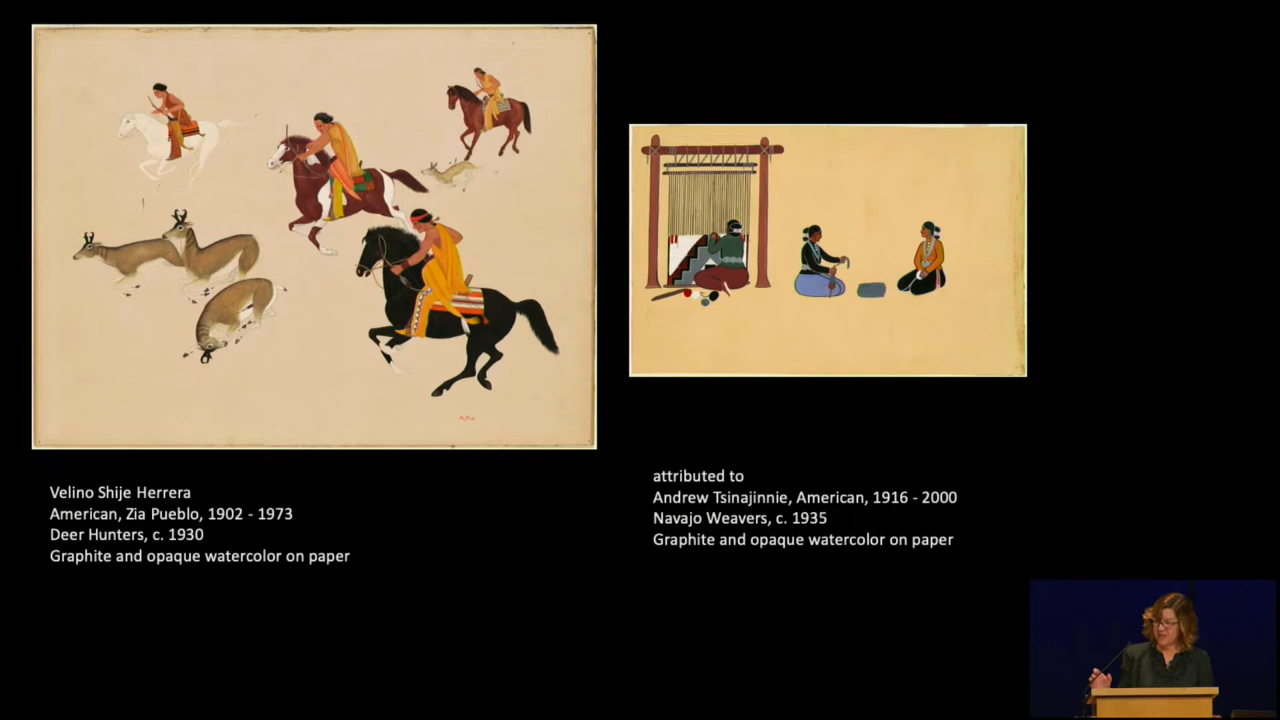 Velino Shije Herrera
American, Zia Pueblo, 1902 - 1973
Deer Hunters, c. 1930
Graphite and opaque watercolor on paper
attributed to
Andrew Tsinajinnie, American, 1916 - 2000
Navajo Weavers, c. 1935
Graphite and opaque watercolor on paper